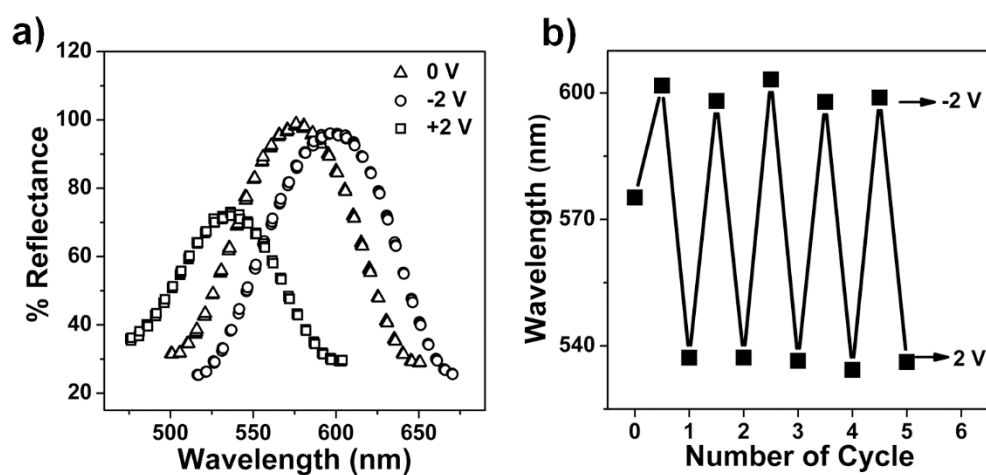 a)
% Reflectance
120
100
80
60
40
20
0 V
-2 V
+2 V
500 550 600 650
Wavelength (nm)
b)
Wavelength (nm)
600
570
540
-2 V
2 V
0 1 2 3 4 5 6
Number of Cycle